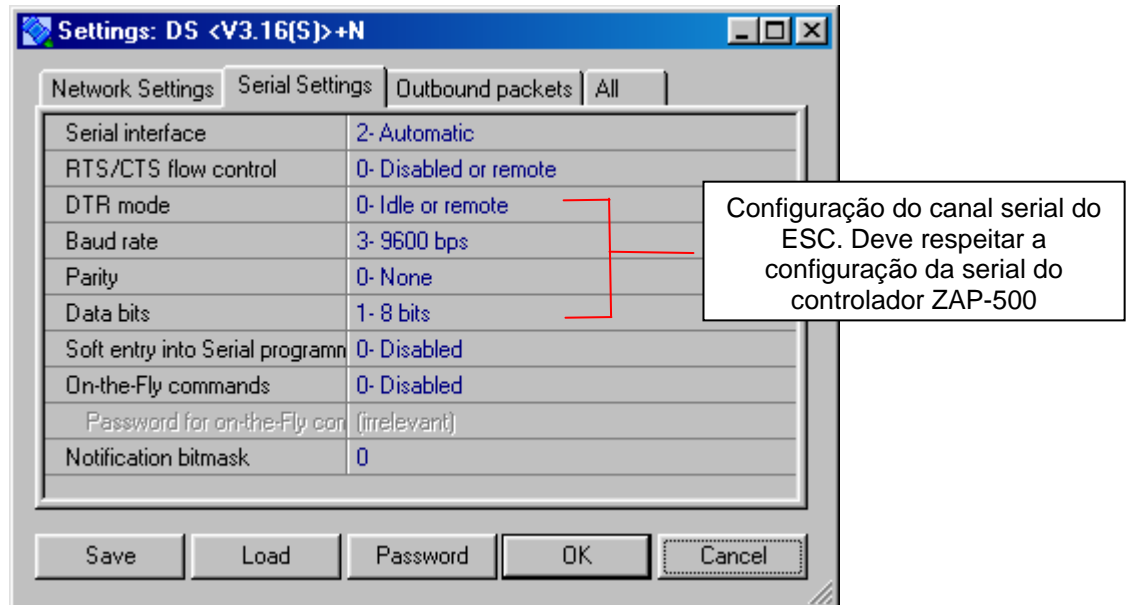 Settings: DS <V3.16(S)>+N
Network Settings Serial Settings Outbound packets All
Serial interface 2- Automatic
RTS/CTS flow control 0- Disabled or remote
DTR mode 0- Idle or remote
Baud rate 3- 9600 bps
Parity 0- None
Data bits 1- 8 bits
Soft entry into Serial programn 0- Disabled
On-the-Fly commands 0- Disabled
Password for on-the-Fly con (irrelevant)
Notification bitmask 0
Save Load Password OK Cancel
Configuração do canal serial do
ESC. Deve respeitar a
configuração da serial do
controlador ZAP-500